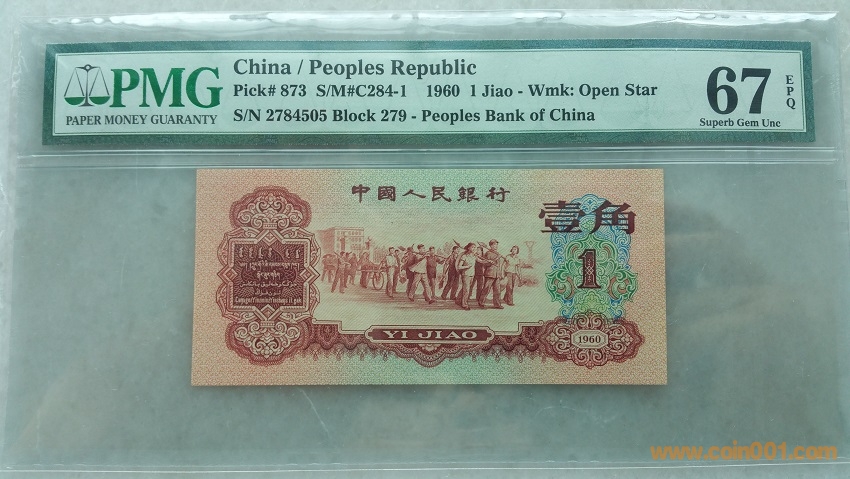 PMG
PAPER MONEY GUARANTY
China / Peoples Republic
Pick# 873 S/M#C284-1 1960 1 Jiao - Wmk: Open Star
S/N 2784505 Block 279 - Peoples Bank of China
67
EPQ
Superb Gem Unc
中國人民銀行
壹角
1
YI JIAO
1960
www.coin001.com